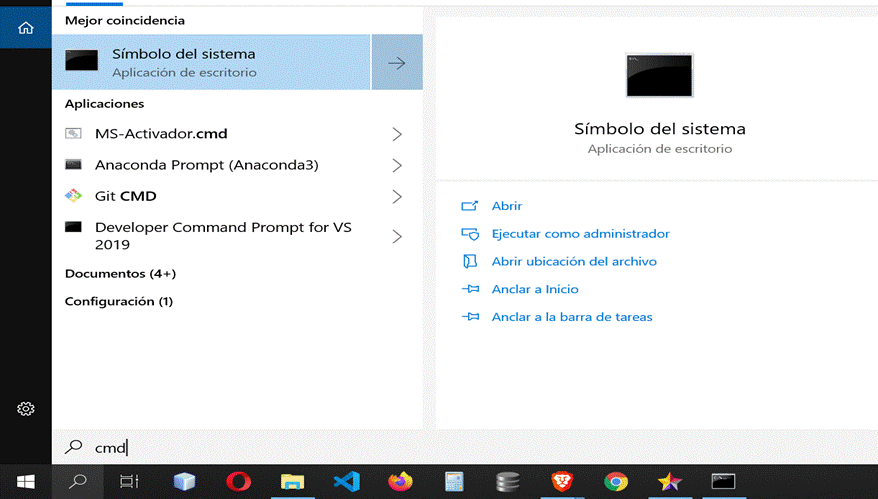 Mejor coincidencia
Símbolo del sistema
Aplicación de escritorio
Aplicaciones
MS-Activador.cmd
Anaconda Prompt (Anaconda3)
Git CMD
Developer Command Prompt for VS
2019
Documentos (4+)
Configuración (1)
Símbolo del sistema
Aplicación de escritorio
Abrir
Ejecutar como administrador
Abrir ubicación del archivo
Anclar a Inicio
Anclar a la barra de tareas
cmd